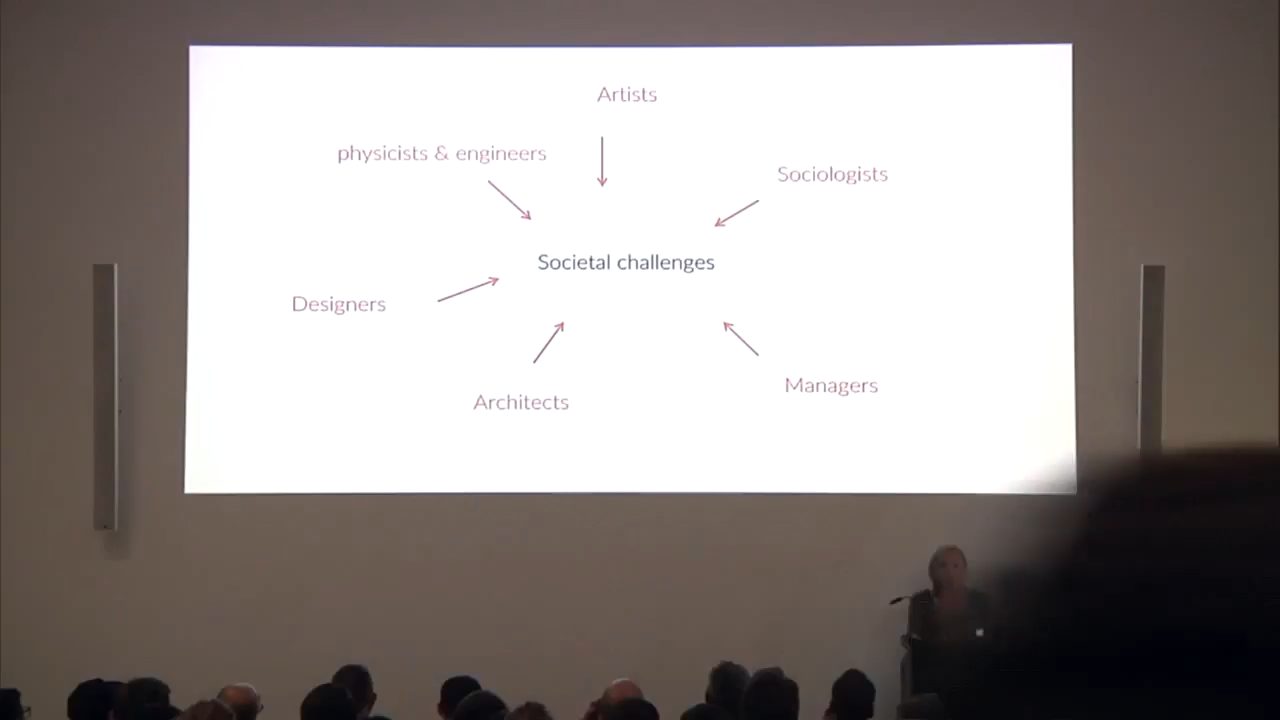 Artists
physicists & engineers
Sociologists
Societal challenges
Designers
Managers
Architects